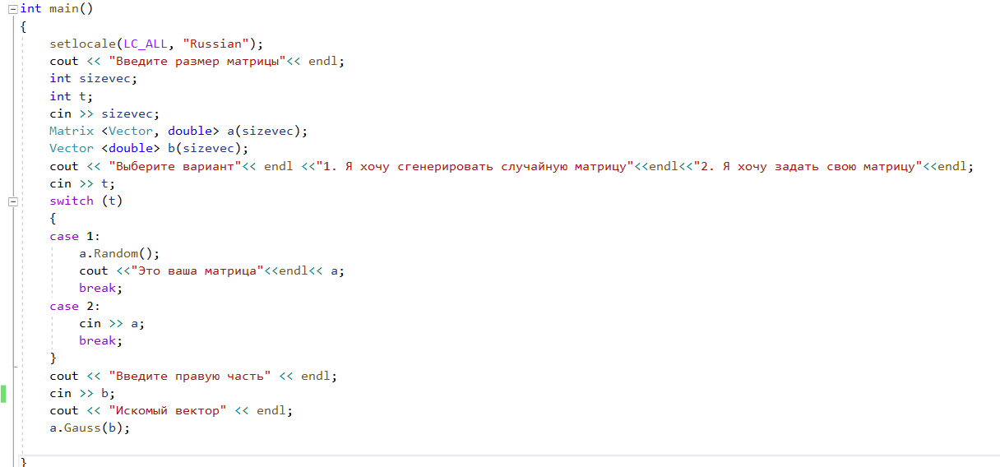 int main()
{
setlocale(LC_ALL, "Russian");
cout << "Введите размер матрицы"<< endl;
int sizevec;
int t;
cin >> sizevec;
Matrix <Vector, double> a(sizevec);
Vector <double> b(sizevec);
cout << "Выберите вариант"<< endl <<"1. Я хочу сгенерировать случайную матрицу"<<endl<<"2. Я хочу задать свою матрицу"<<endl;
cin >> t;
switch (t)
{
case 1:
a.Random();
cout <<"Это ваша матрица"<<endl<< a;
break;
case 2:
cin >> a;
break;
}
cout << "Введите правую часть" << endl;
cin >> b;
cout << "Искомый вектор" << endl;
a.Gauss(b);
}